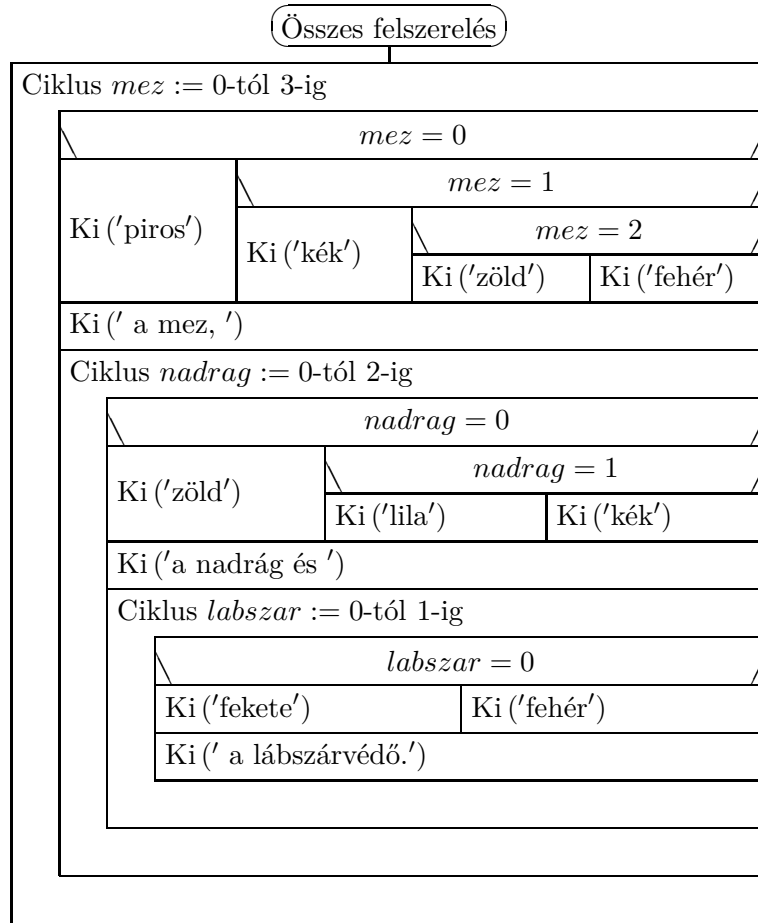 Összes felszerelés
Ciklus mez := 0-tól 3-ig
mez = 0
mez = 1
Ki ('piros')
mez = 2
Ki ('kék')
Ki ('zöld') Ki ('fehér')
Ki (' a mez, ')
Ciklus nadrag := 0-tól 2-ig
nadrag = 0
nadrag = 1
Ki ('zöld')
Ki ('lila') Ki ('kék')
Ki ('a nadrág és ')
Ciklus labszar := 0-tól 1-ig
labszar = 0
Ki ('fekete') Ki ('fehér')
Ki (' a lábszárvédő.')